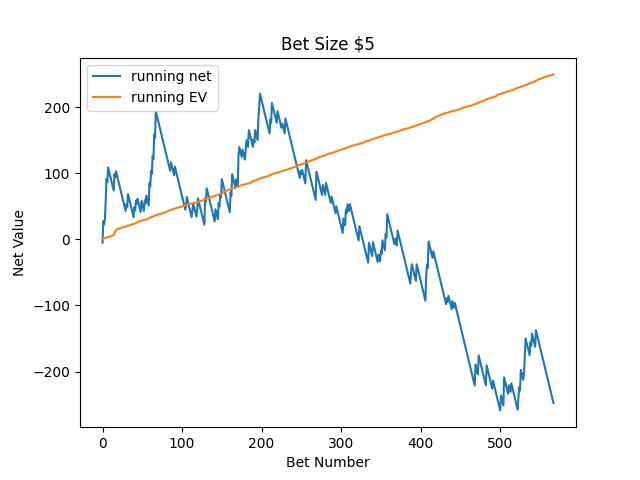 Bet Size $5
running net
running EV
Net Value
200
100
0
−100
−200
0 100 200 300 400 500
Bet Number